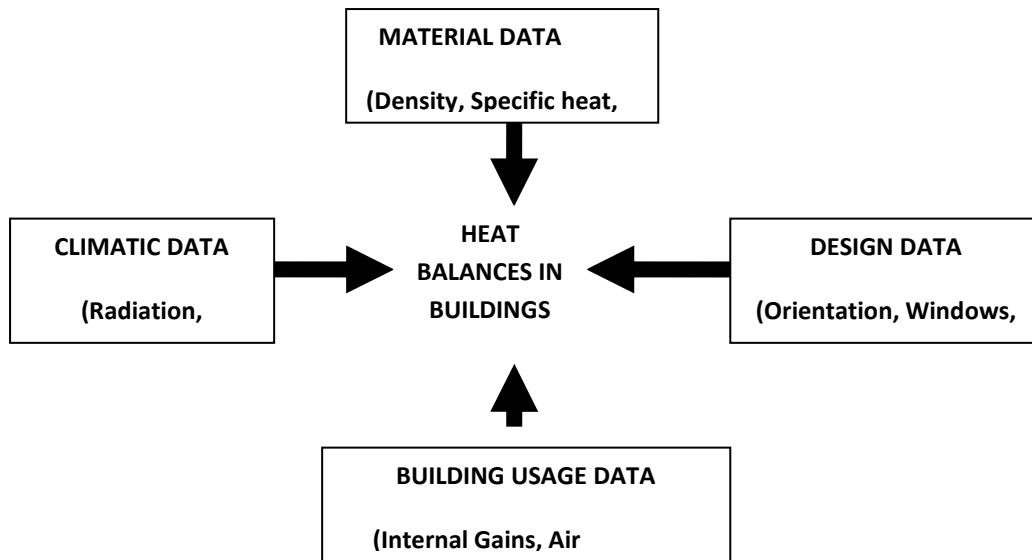 MATERIAL DATA
(Density, Specific heat,
CLIMATIC DATA
(Radiation,
HEAT
BALANCES IN
BUILDINGS
DESIGN DATA
(Orientation, Windows,
BUILDING USAGE DATA
(Internal Gains, Air